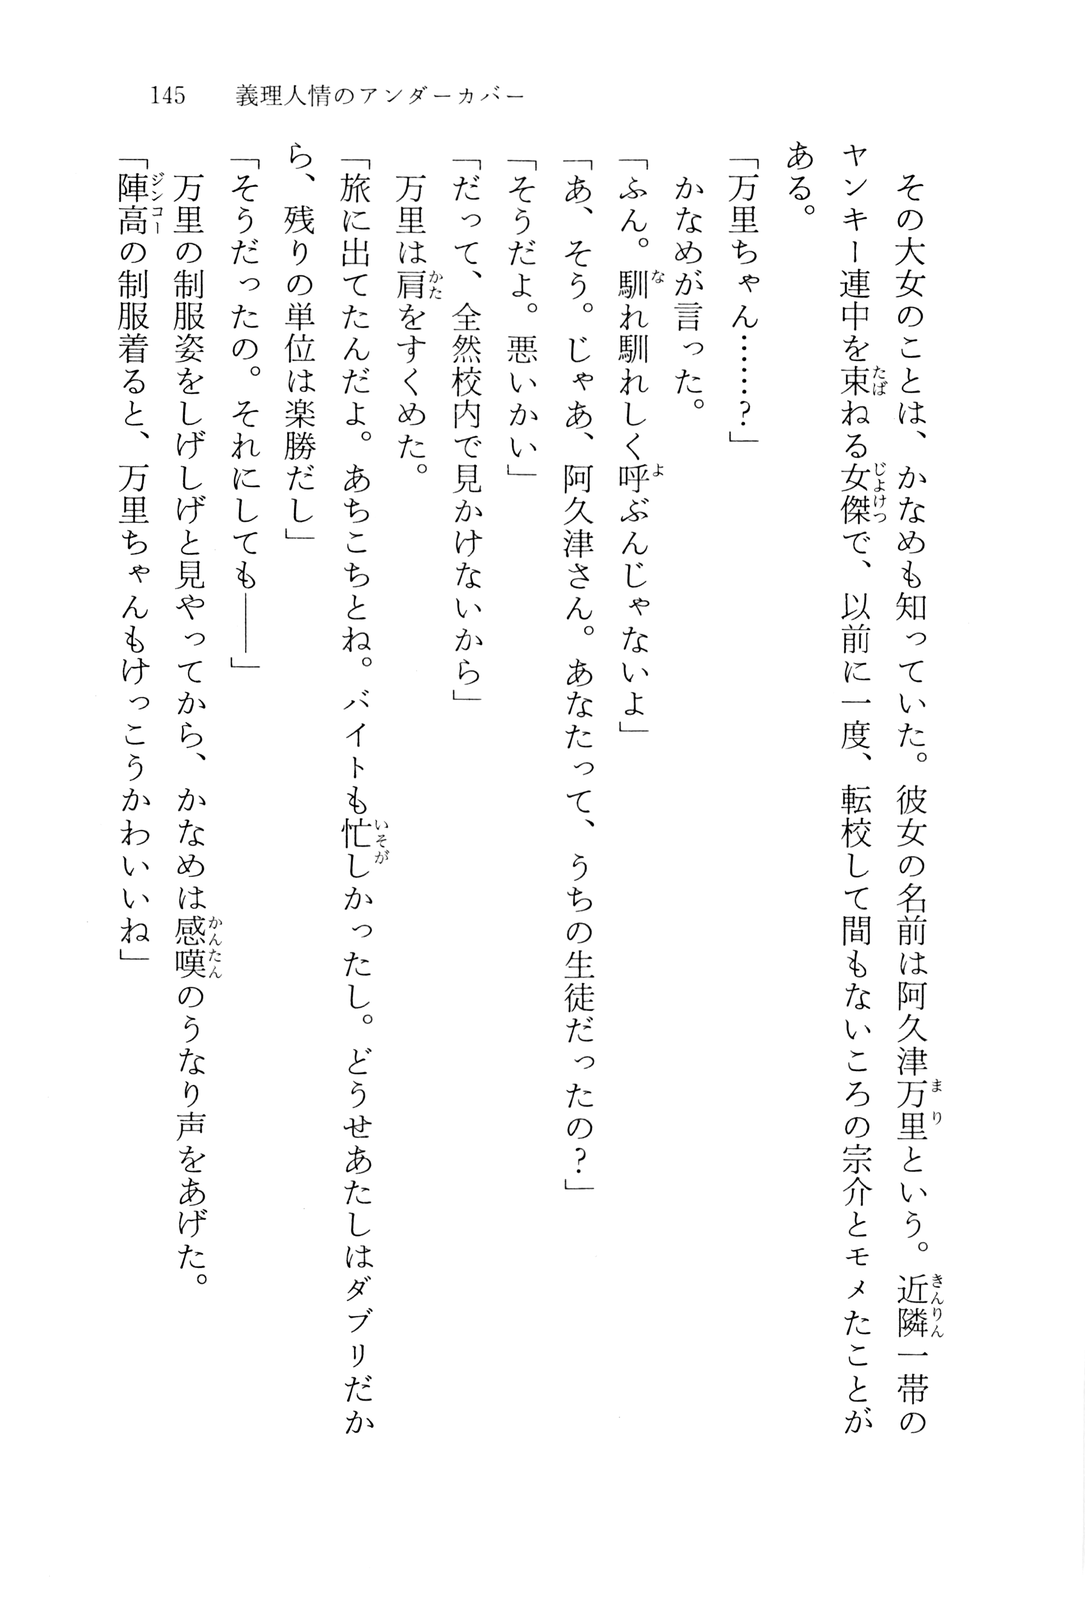 145 義理人情のアンダーカバー
その大女のことは、かなめも知っていた。彼女の名前は阿久津万里という。近隣一帯の
ヤンキー連中を束ねる女傑で、以前に一度、転校して間もないころの宗介とモメたことが
ある。
「万里ちゃん……？」
かなめが言った。
「ふん。馴れ馴れしく呼ぶんじゃないよ」
「あ、そう。じゃあ、阿久津さん。あなたって、うちの生徒だったの？」
「そうだよ。悪いかい」
「だって、全然校内で見かけないから」
万里は肩をすくめた。
「旅に出てたんだよ。あちこちとね。バイトも忙しかったし。どうせあたしはダブリだか
ら、残りの単位は楽勝だし」
「そうだったの。それにしても――」
万里の制服姿をしげしげと見やってから、かなめは感嘆のうなり声をあげた。
「陣高の制服着ると、万里ちゃんもけっこうかわいいね」